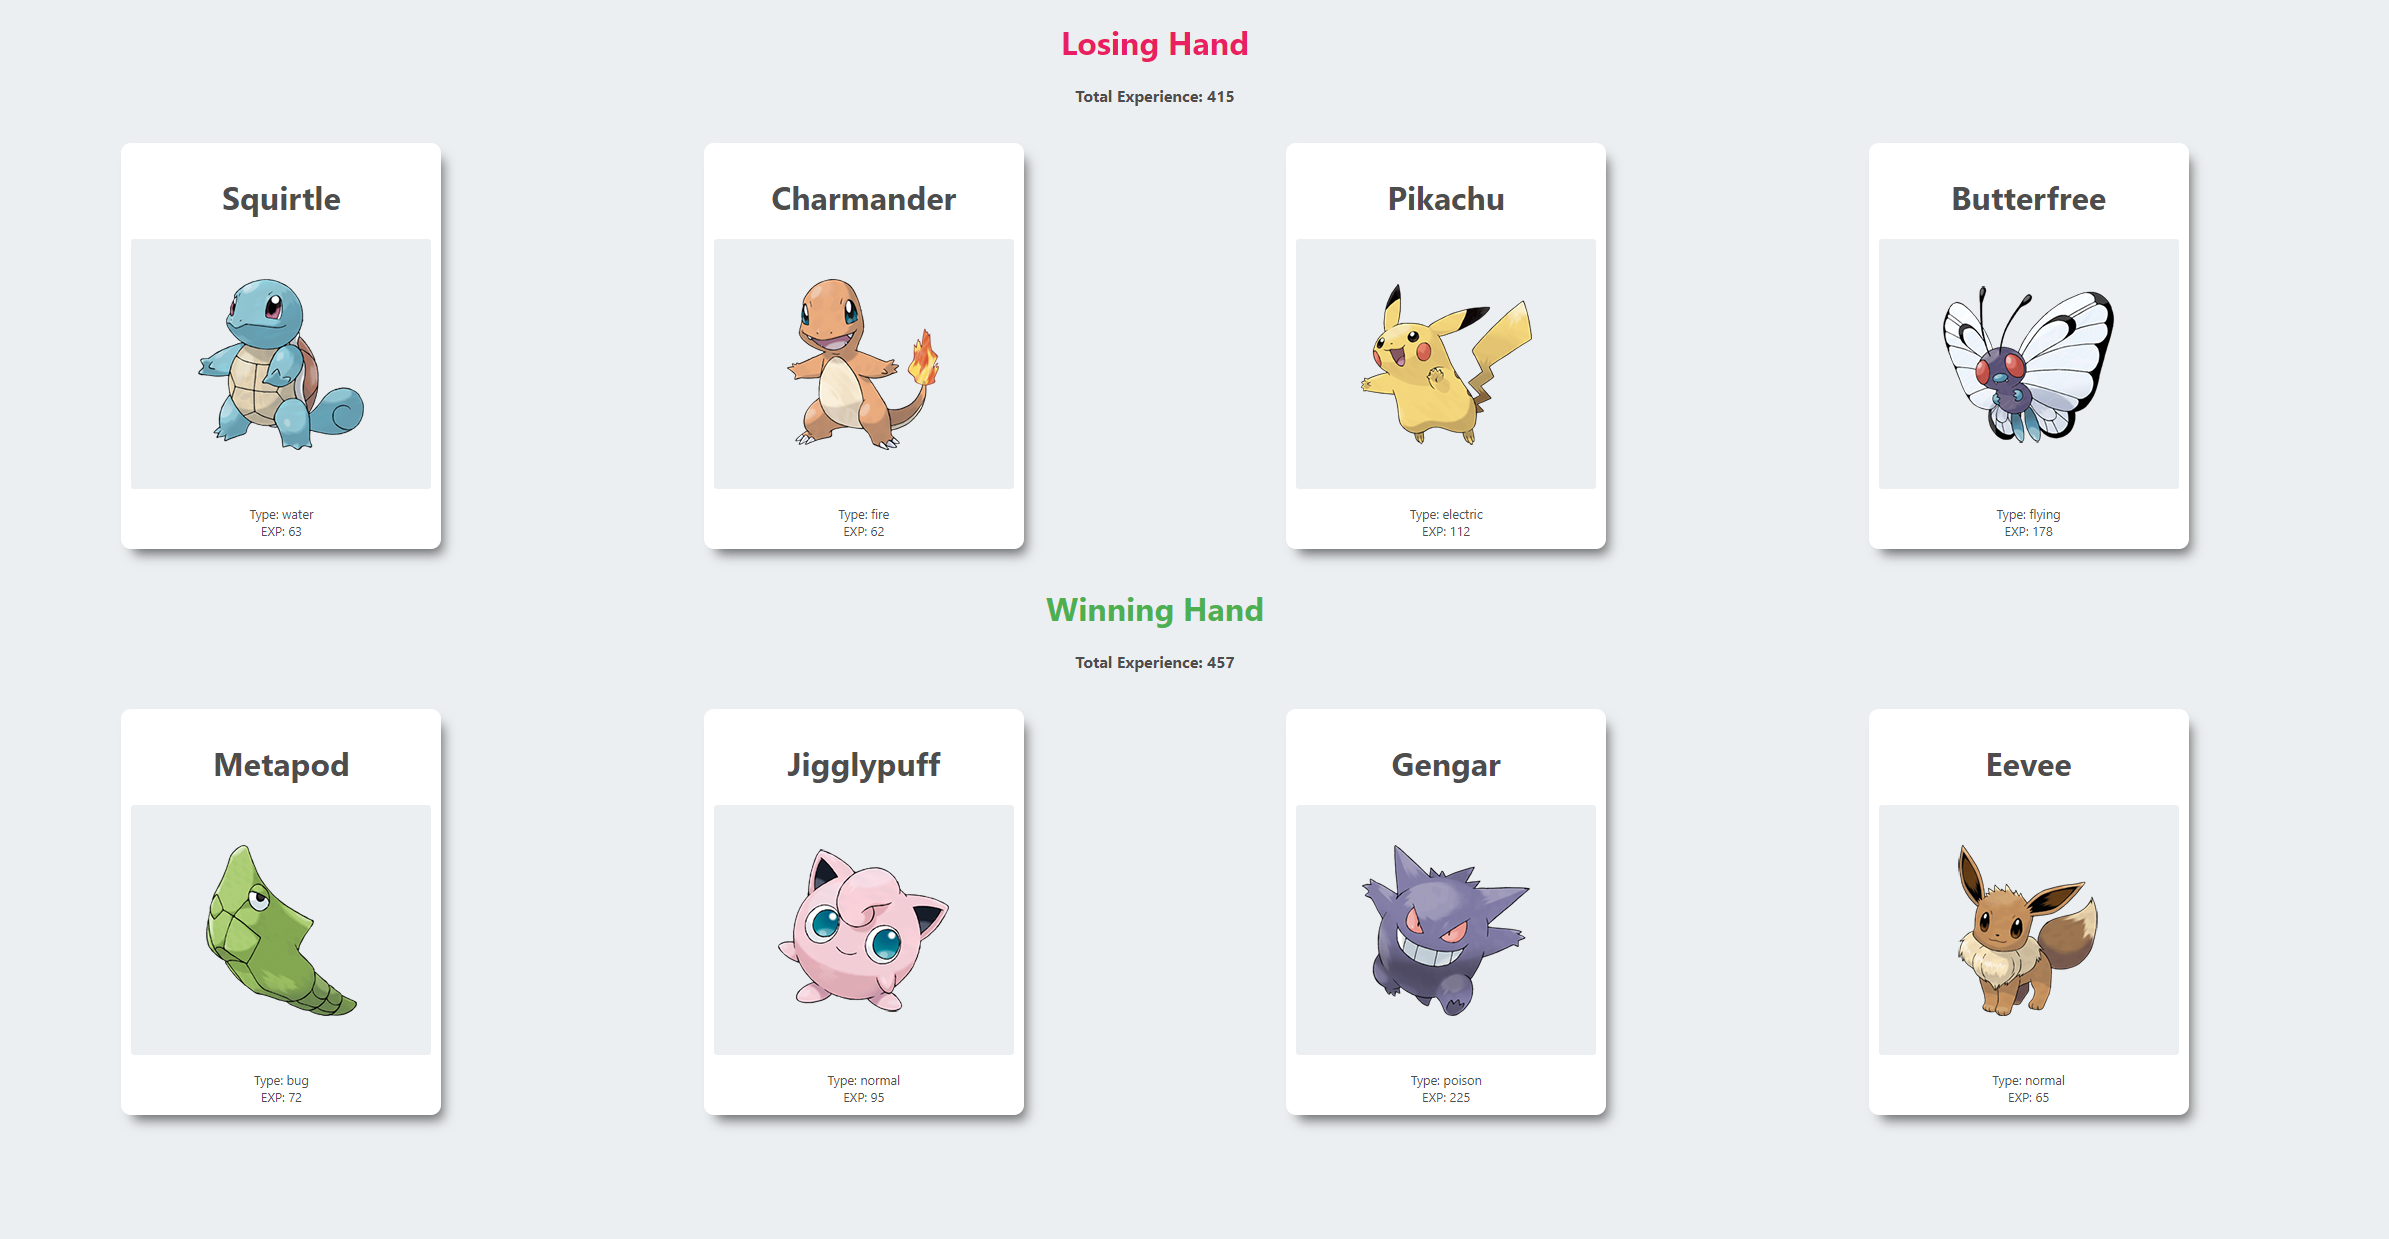 Losing Hand
Total Experience: 415
Squirtle
Type: water
EXP: 63
Charmander
Type: fire
EXP: 62
Pikachu
Type: electric
EXP: 112
Butterfree
Type: flying
EXP: 178
Winning Hand
Total Experience: 457
Metapod
Type: bug
EXP: 72
Jigglypuff
Type: normal
EXP: 95
Gengar
Type: poison
EXP: 225
Eevee
Type: normal
EXP: 65